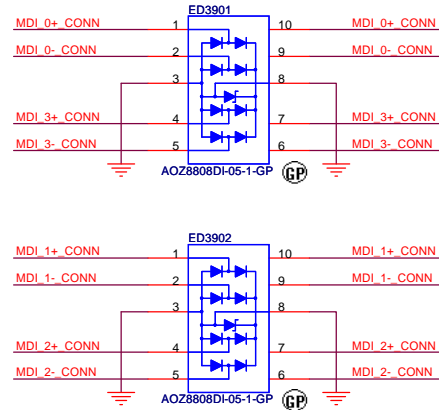 ED3901
MDI_0+_CONN 1 10 MDI_0+_CONN
MDI_0-_CONN 2 9 MDI_0-_CONN
3 8
MDI_3+_CONN 4 7 MDI_3+_CONN
MDI_3-_CONN 5 6 MDI_3-_CONN
AOZ8808DI-05-1-GP GP
ED3902
MDI_1+_CONN 1 10 MDI_1+_CONN
MDI_1-_CONN 2 9 MDI_1-_CONN
3 8
MDI_2+_CONN 4 7 MDI_2+_CONN
MDI_2-_CONN 5 6 MDI_2-_CONN
AOZ8808DI-05-1-GP GP